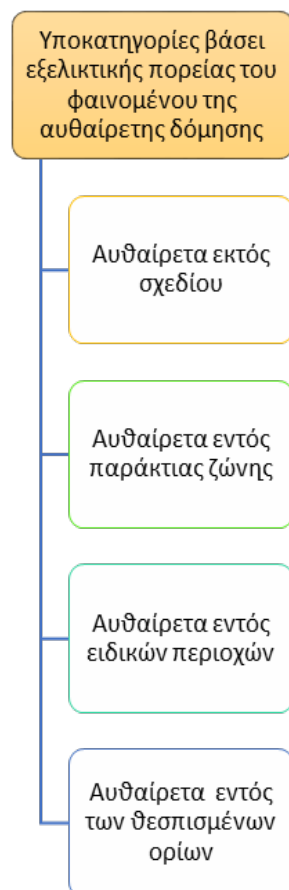 Υποκατηγορίες βάσει
εξελικτικής πορείας του
φαινομένου της
αυθαίρετης δόμησης
Αυθαίρετα εκτός
σχεδίου
Αυθαίρετα εντός
παράκτιας ζώνης
Αυθαίρετα εντός
ειδικών περιοχών
Αυθαίρετα εντός
των θεσπισμένων
ορίων